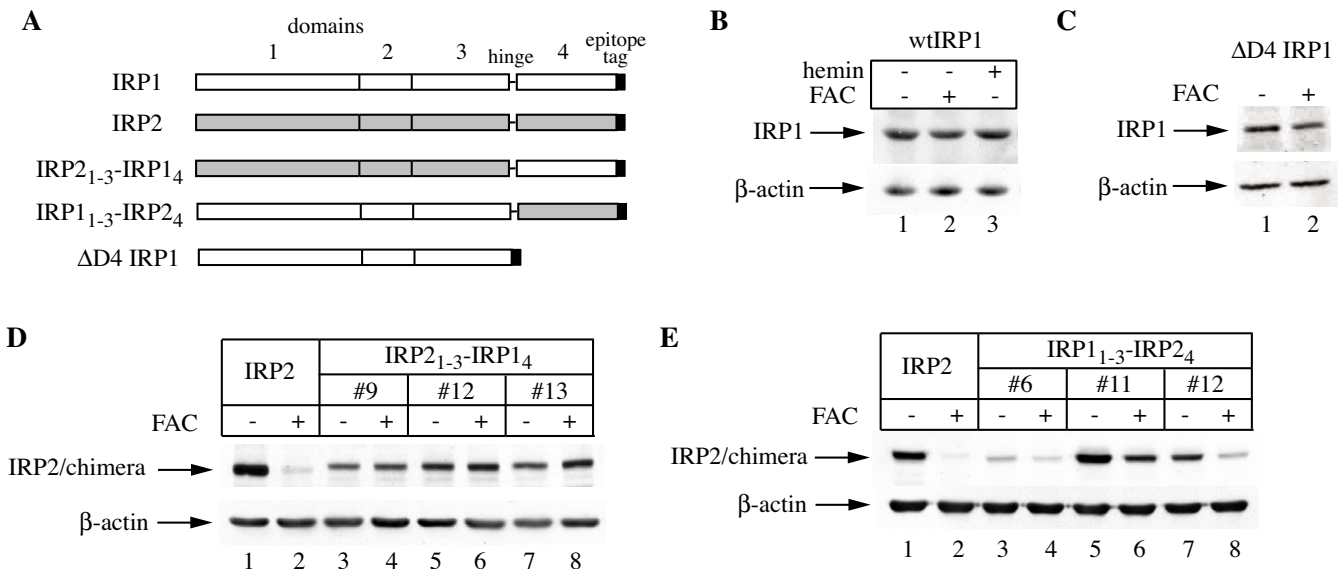 A
domains
1 2 3 hinge 4 epitope tag
IRP1
IRP2
IRP2₁₋₃-IRP1₄
IRP1₁₋₃-IRP2₄
ΔD4 IRP1
B
wtIRP1
hemin - - +
FAC - + -
IRP1
β-actin
1 2 3
C
ΔD4 IRP1
FAC - +
IRP1
β-actin
1 2
D
IRP2 IRP2₁₋₃-IRP1₄
#9 #12 #13
FAC - + - + - + - +
IRP2/chimera
β-actin
1 2 3 4 5 6 7 8
E
IRP2 IRP1₁₋₃-IRP2₄
#6 #11 #12
FAC - + - + - + - +
IRP2/chimera
β-actin
1 2 3 4 5 6 7 8